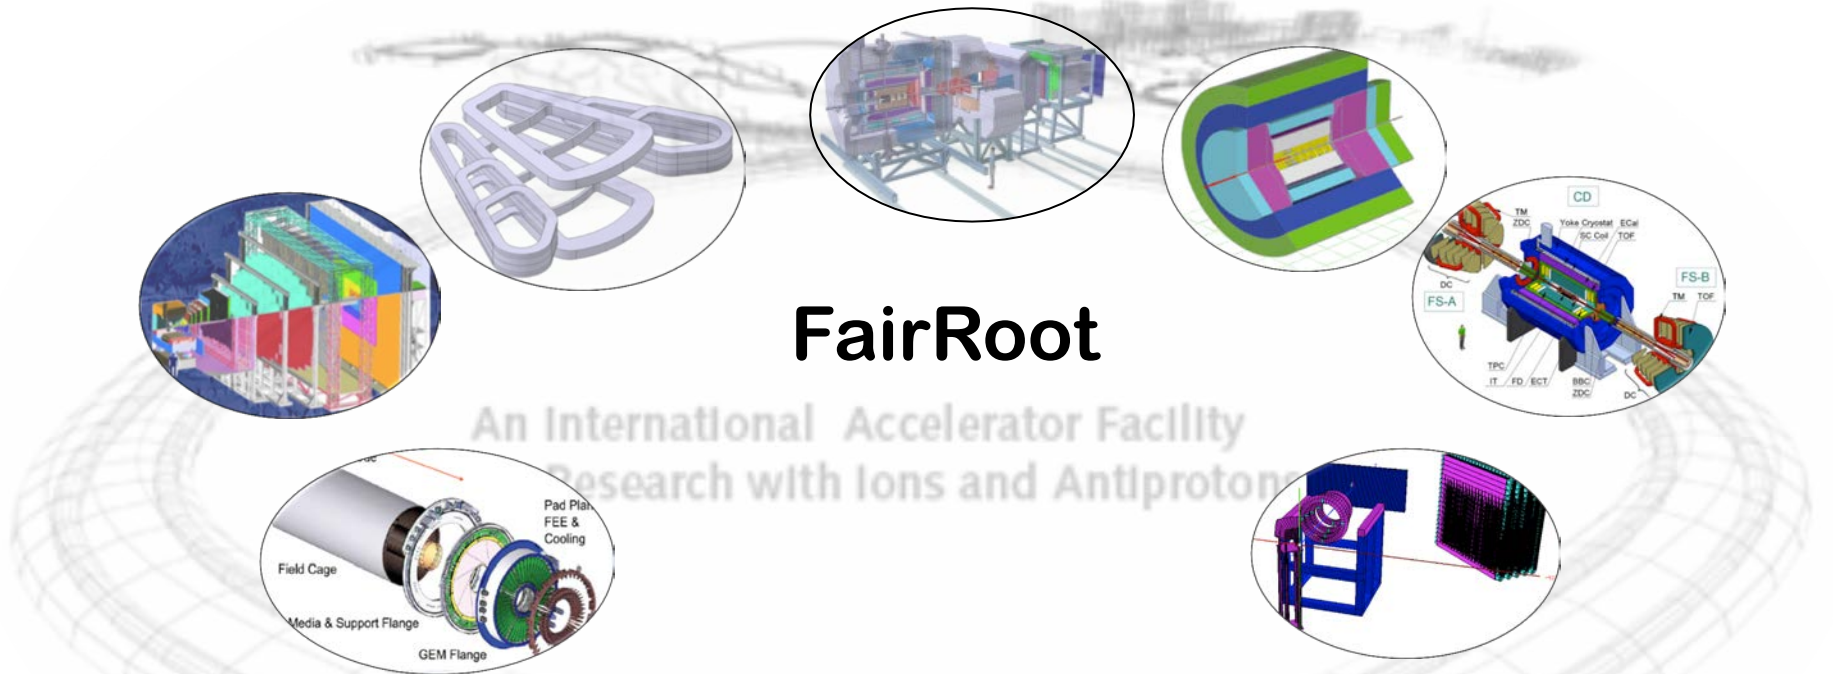 CD
TM
ZDC
Yoke Cryostat ECal
SC Coil TOF
DC
FS-A
FS-B
TM TOF
FairRoot
TPC
IT FD ECT BBC
ZDC
DC
An International Accelerator Facility
Research with Ions and Antiprotons
Pad Plan
FEE &
Cooling
Field Cage
Media & Support Flange
GEM Flange